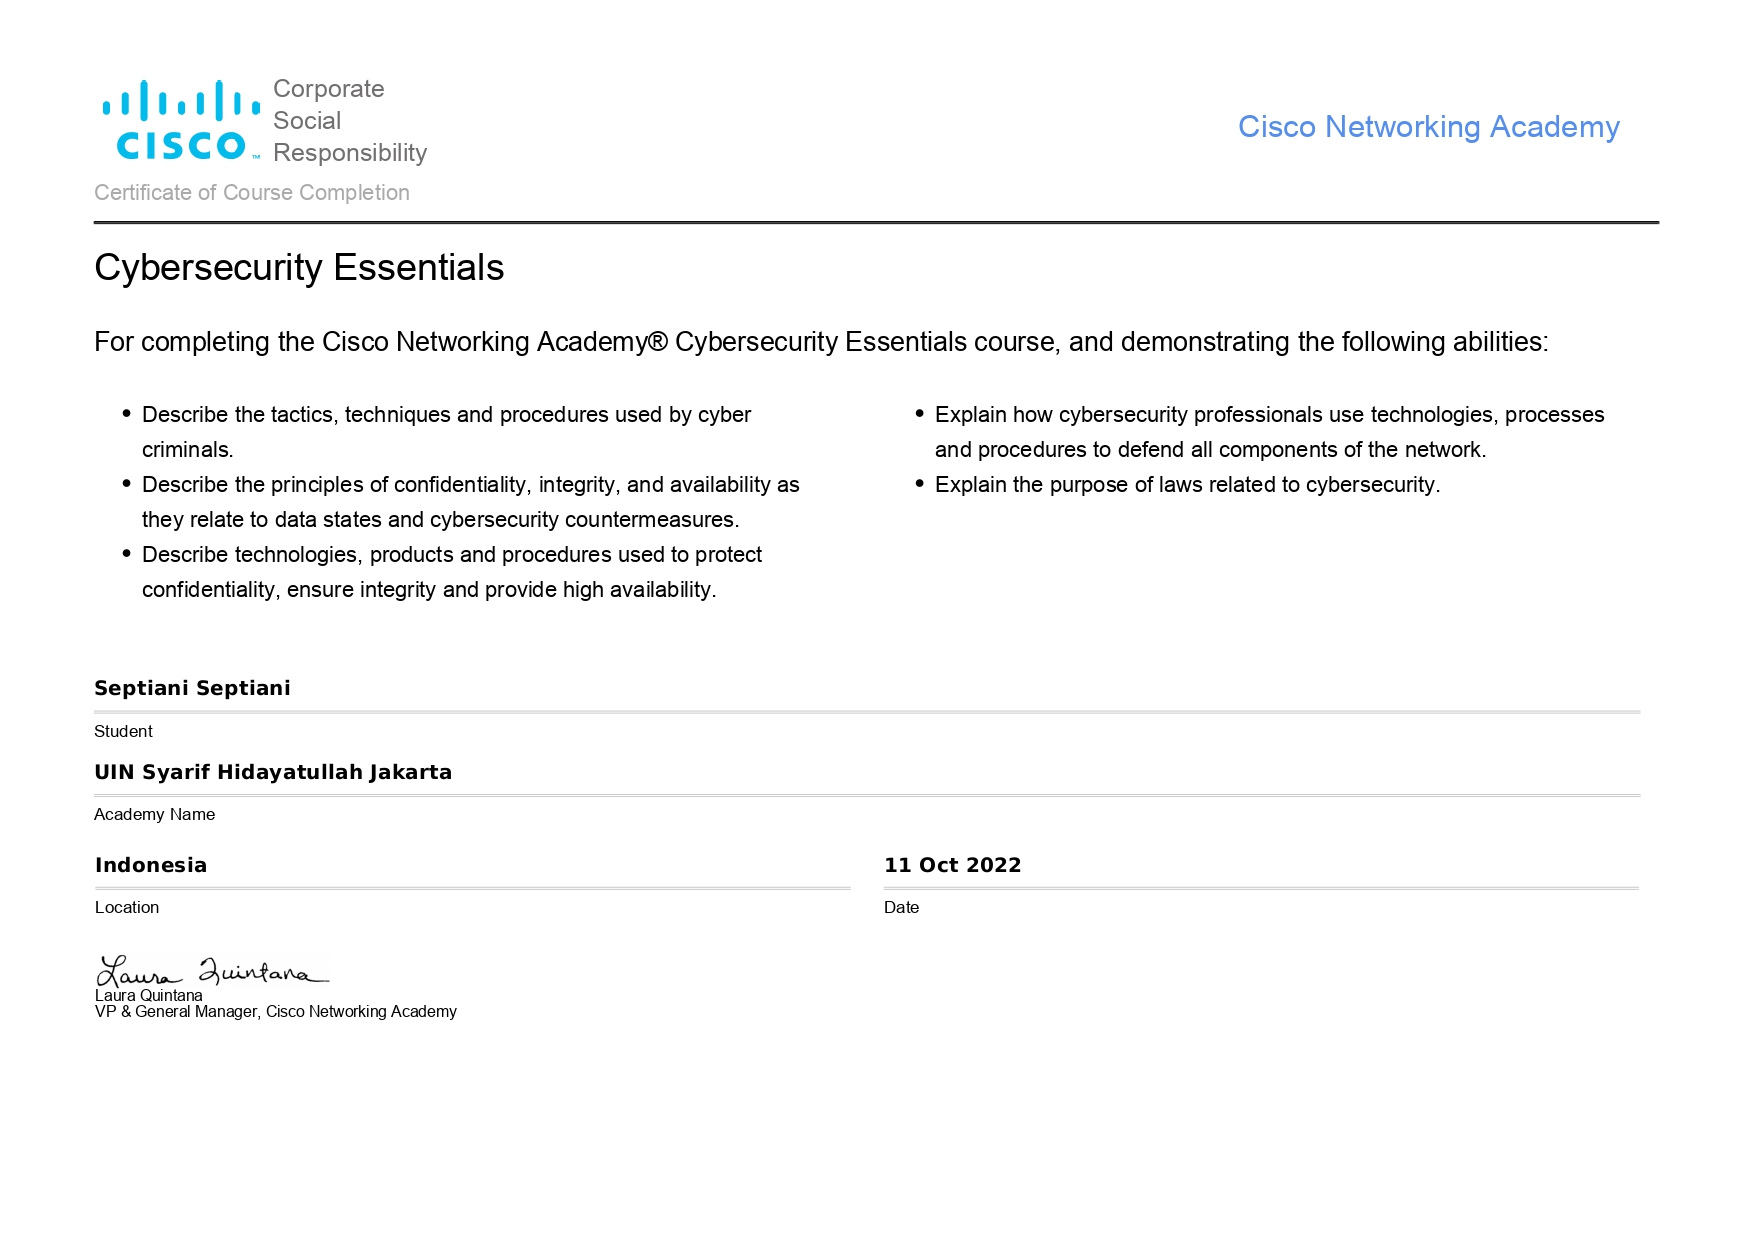 CISCO™
Corporate
Social
Responsibility
Cisco Networking Academy
Certificate of Course Completion
Cybersecurity Essentials
For completing the Cisco Networking Academy® Cybersecurity Essentials course, and demonstrating the following abilities:
• Describe the tactics, techniques and procedures used by cyber
criminals.
• Describe the principles of confidentiality, integrity, and availability as
they relate to data states and cybersecurity countermeasures.
• Describe technologies, products and procedures used to protect
confidentiality, ensure integrity and provide high availability.
• Explain how cybersecurity professionals use technologies, processes
and procedures to defend all components of the network.
• Explain the purpose of laws related to cybersecurity.
Septiani Septiani
Student
UIN Syarif Hidayatullah Jakarta
Academy Name
Indonesia
Location
11 Oct 2022
Date
Laura Quintana
Laura Quintana
VP & General Manager, Cisco Networking Academy